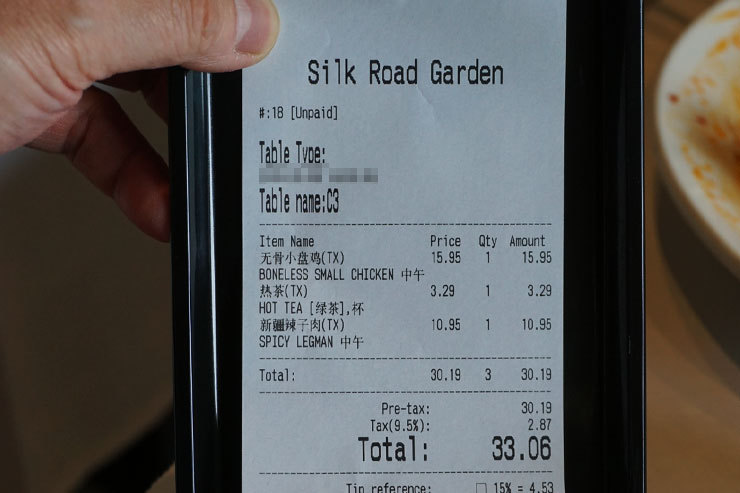 Silk Road Garden
#:18 [Unpaid]
Table Type:
Table name:C3
Item Name Price Qty Amount
无骨小盘鸡(TX) 15.95 1 15.95
BONELESS SMALL CHICKEN 中午
热茶(TX) 3.29 1 3.29
HOT TEA [绿茶],杯
新疆辣子肉(TX) 10.95 1 10.95
SPICY LEGMAN 中午
Total: 30.19 3 30.19
Pre-tax: 30.19
Tax(9.5%): 2.87
Total: 33.06
Tip reference: □ 15% = 4.53